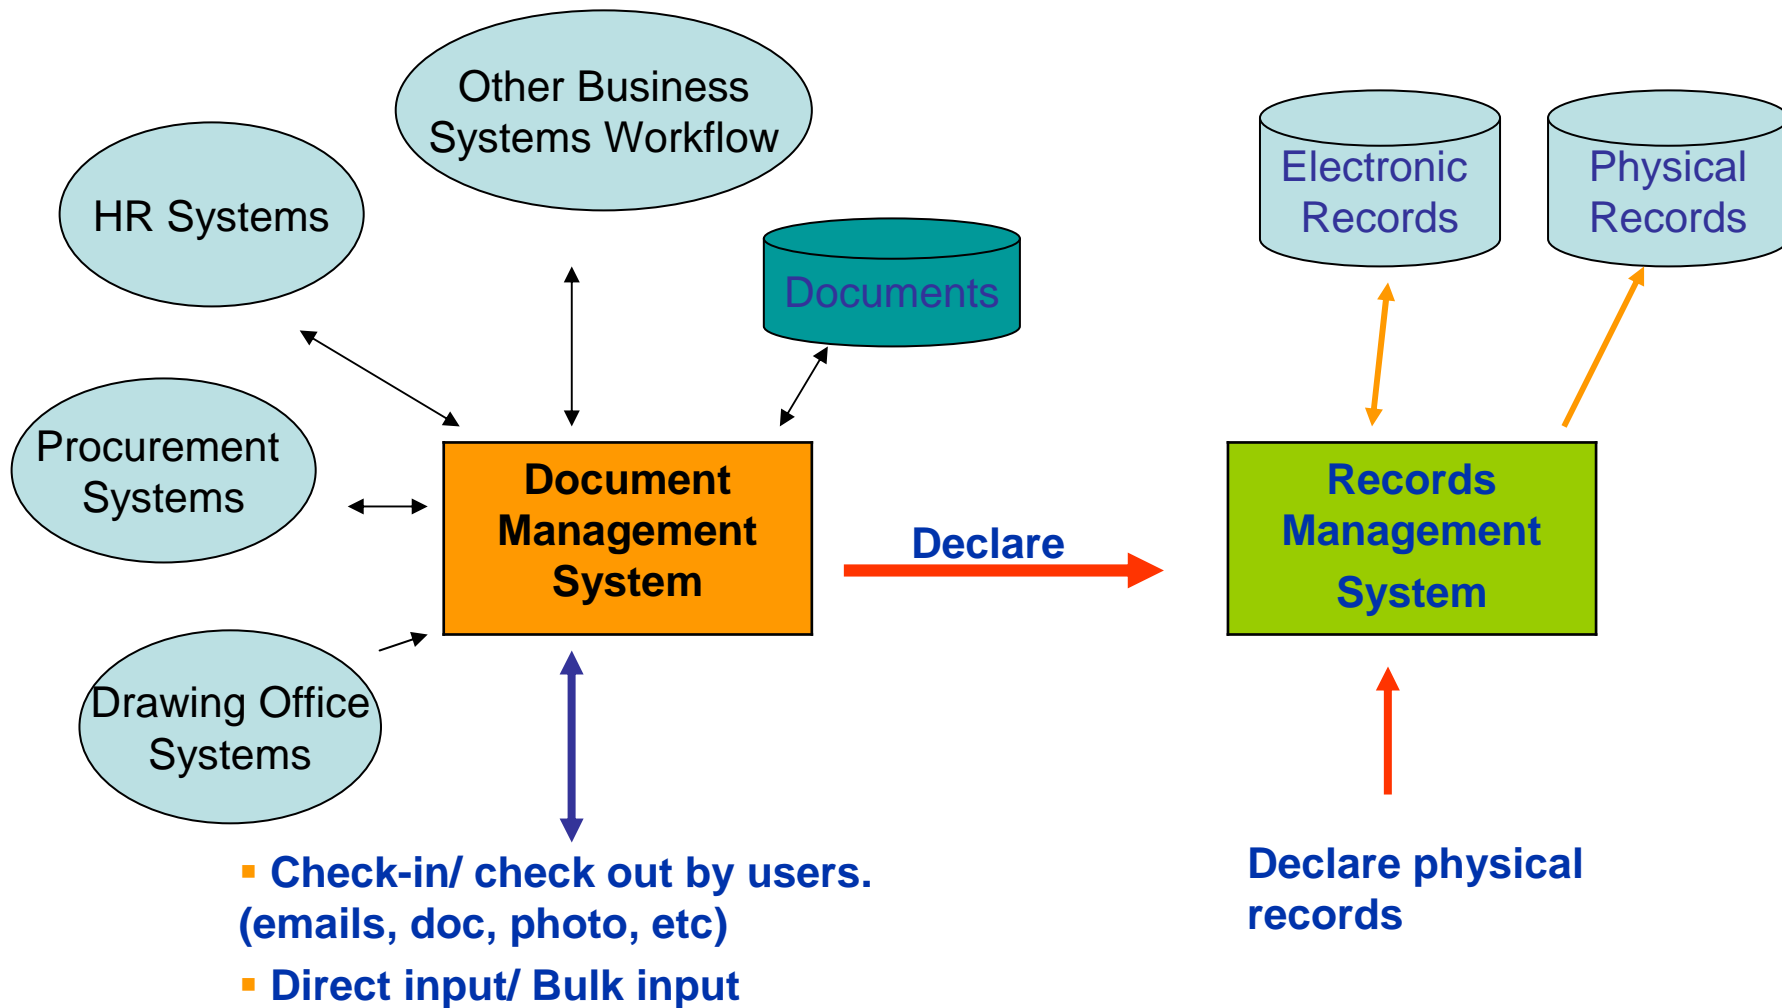 Other Business
Systems Workflow
HR Systems
Documents
Electronic
Records
Physical
Records
Procurement
Systems
Document
Management
System
Declare
Records
Management
System
Drawing Office
Systems
▪ Check-in/ check out by users.
(emails, doc, photo, etc)
▪ Direct input/ Bulk input
Declare physical
records